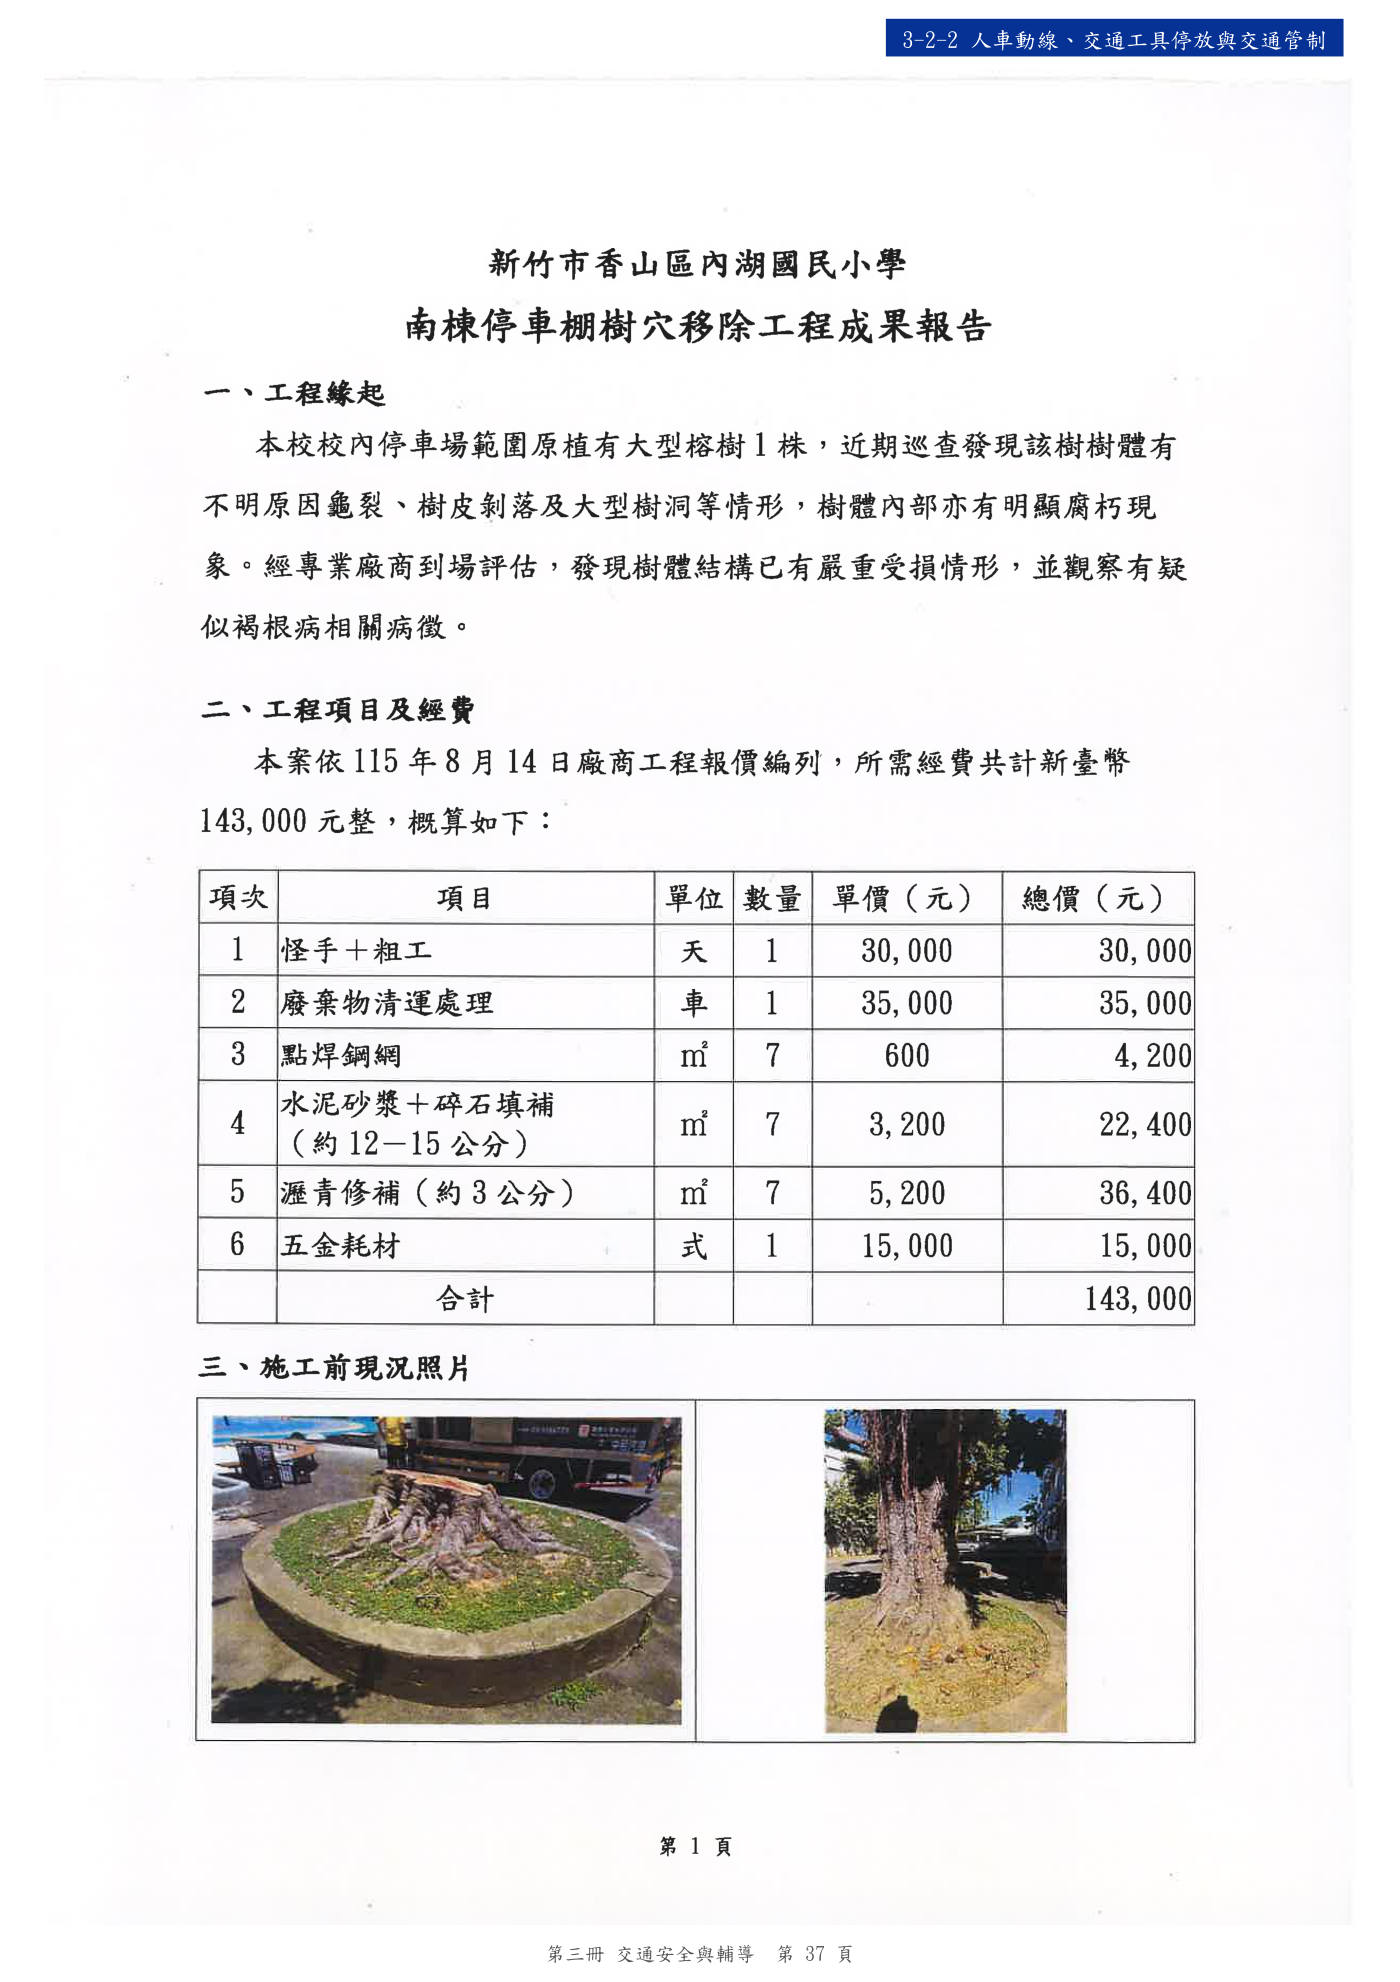 3-2-2 人車動線、交通工具停放與交通管制
新竹市香山區內湖國民小學
南棟停車棚樹穴移除工程成果報告
一、工程緣起
本校校內停車場範圍原植有大型榕樹1株，近期巡查發現該樹樹體有
不明原因龜裂、樹皮剝落及大型樹洞等情形，樹體內部亦有明顯腐朽現
象。經專業廠商到場評估，發現樹體結構已有嚴重受損情形，並觀察有疑
似褐根病相關病徵。
二、工程項目及經費
本案依115年8月14日廠商工程報價編列，所需經費共計新臺幣
143,000元整，概算如下：
項次 項目 單位 數量 單價（元） 總價（元）
1 怪手＋粗工 天 1 30,000 30,000
2 廢棄物清運處理 車 1 35,000 35,000
3 點焊鋼網 ㎡ 7 600 4,200
4 水泥砂漿＋碎石填補
（約12－15公分） ㎡ 7 3,200 22,400
5 瀝青修補（約3公分） ㎡ 7 5,200 36,400
6 五金耗材 式 1 15,000 15,000
合計 143,000
三、施工前現況照片
第 1 頁
第三冊 交通安全與輔導 第 37 頁